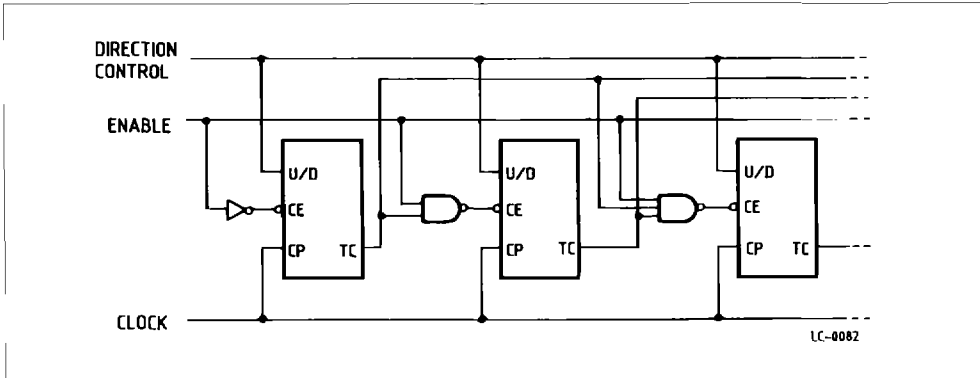 DIRECTION
CONTROL
ENABLE
U/D
U/D
U/D
CE
CE
CE
CP
TC
CP
TC
CP
TC
CLOCK
LC-0082